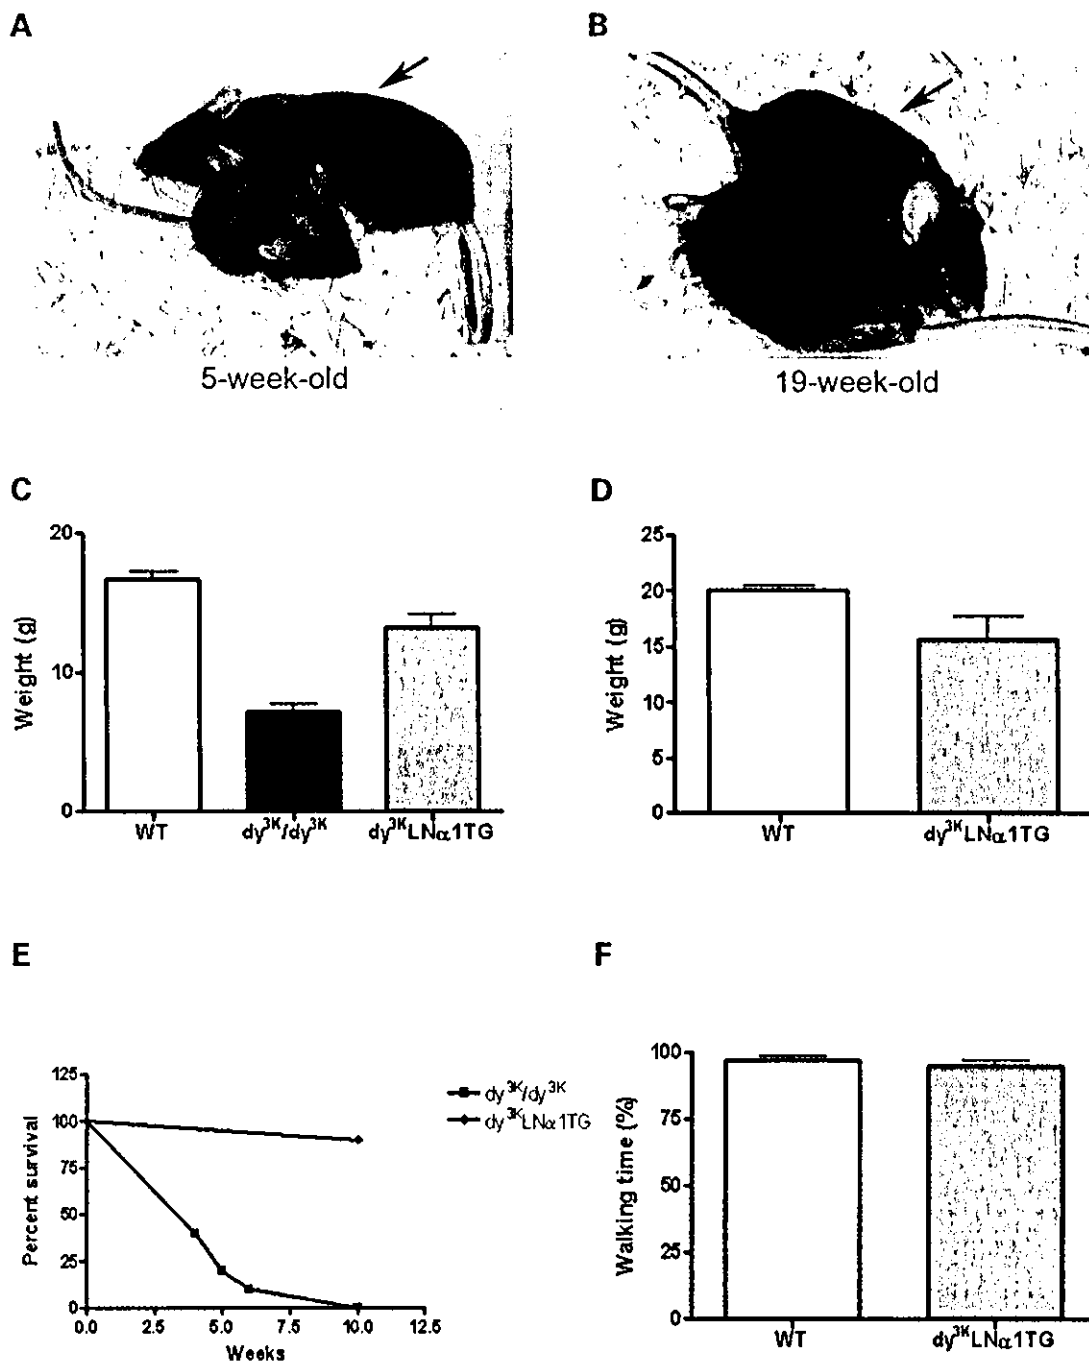 A
B
5-week-old
19-week-old
C
D
20
10
0
Weight (g)
WT
dy3K/dy3K
dy3KLNα1TG
25
20
15
10
5
0
Weight (g)
WT
dy3KLNα1TG
E
F
125
100
75
50
25
0
Percent survival
0.0 2.5 5.0 7.5 10.0 12.5
Weeks
dy3K/dy3K
dy3KLNα1TG
100
75
50
25
0
Walking time (%)
WT
dy3KLNα1TG